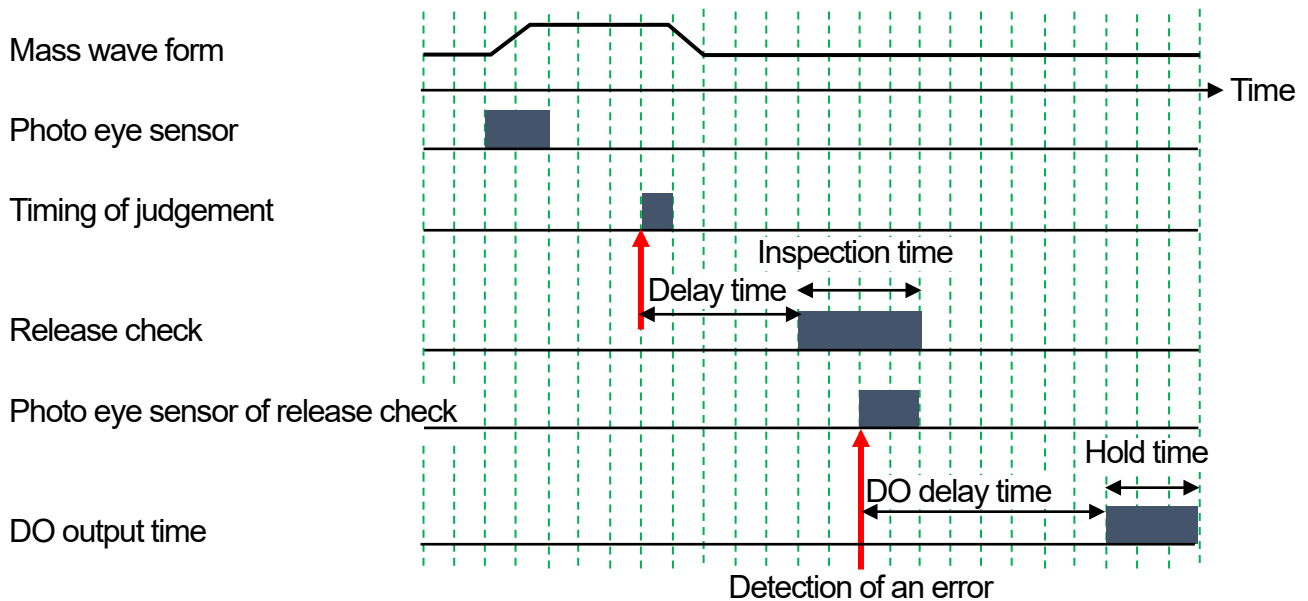 Mass wave form
Time
Photo eye sensor
Timing of judgement
Inspection time
Delay time
Release check
Photo eye sensor of release check
Hold time
DO delay time
DO output time
Detection of an error